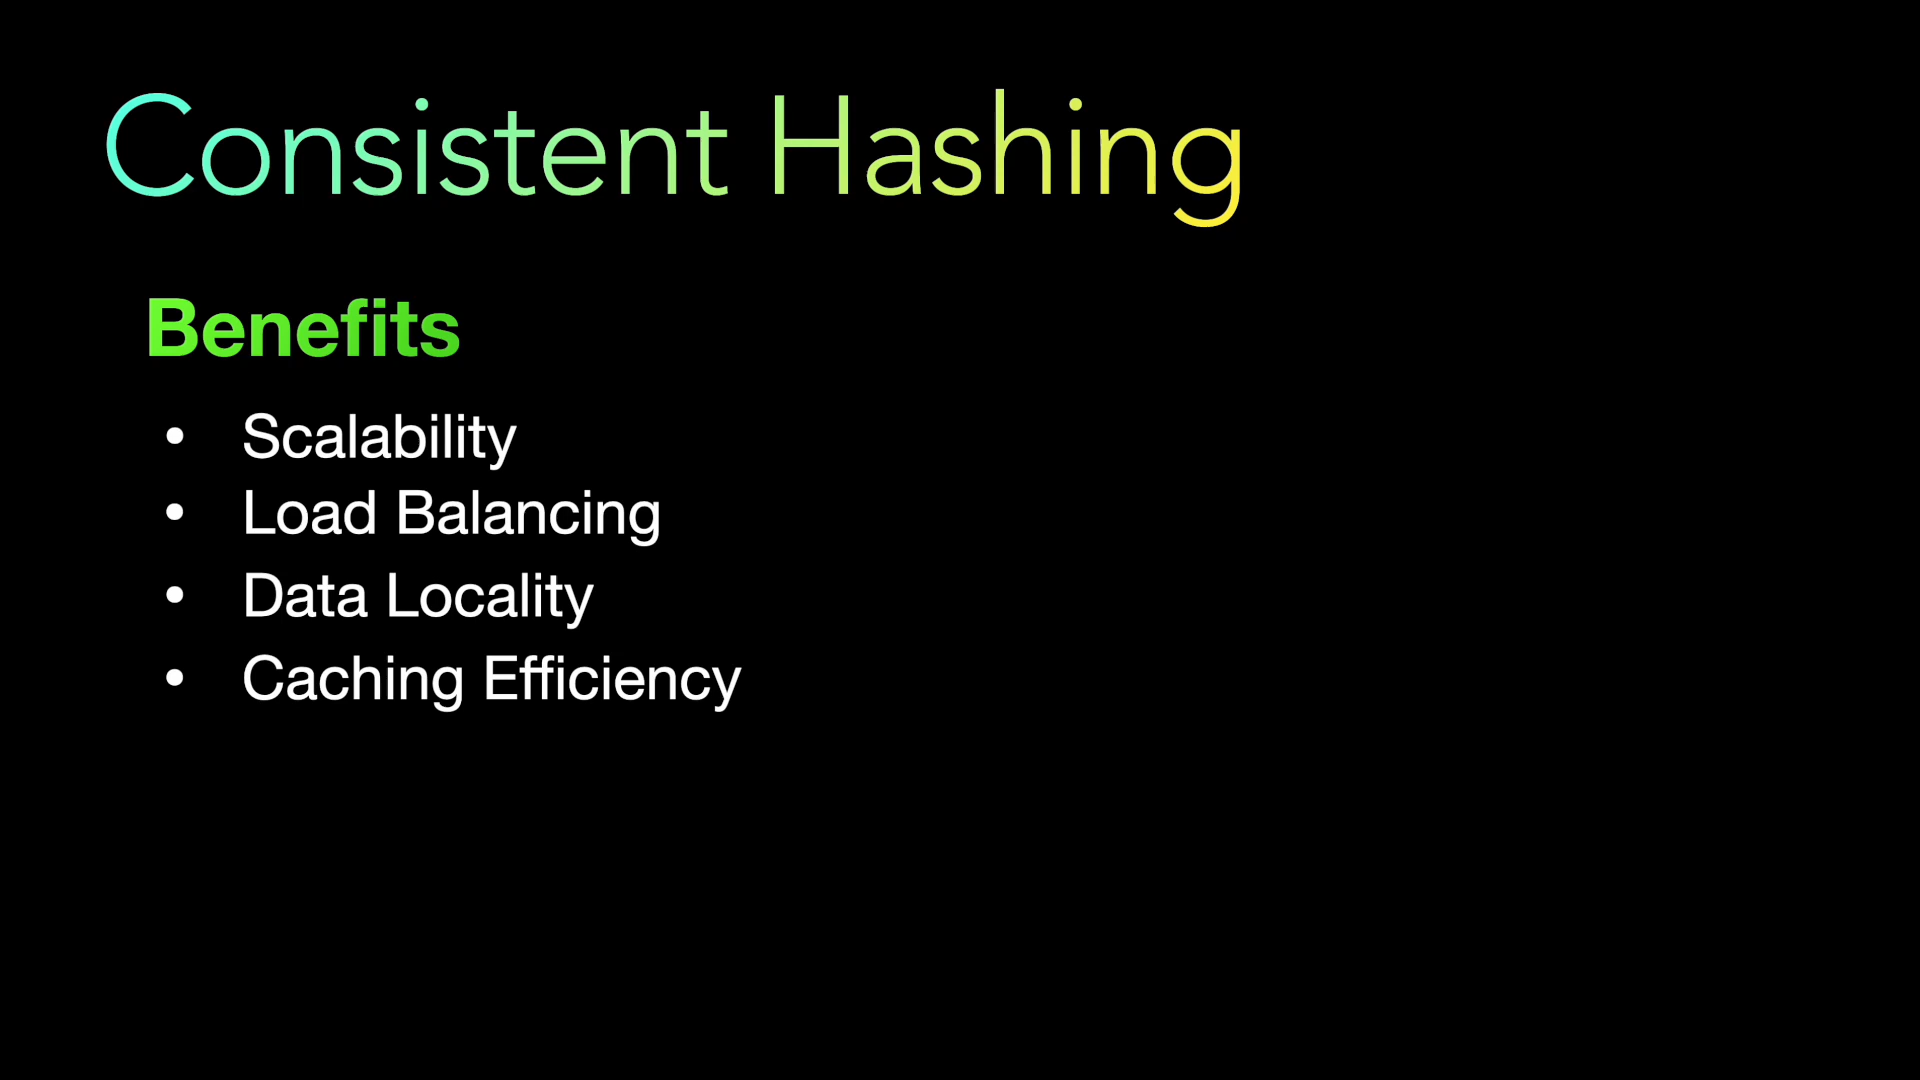 Consistent Hashing
Benefits
• Scalability
• Load Balancing
• Data Locality
• Caching Efficiency